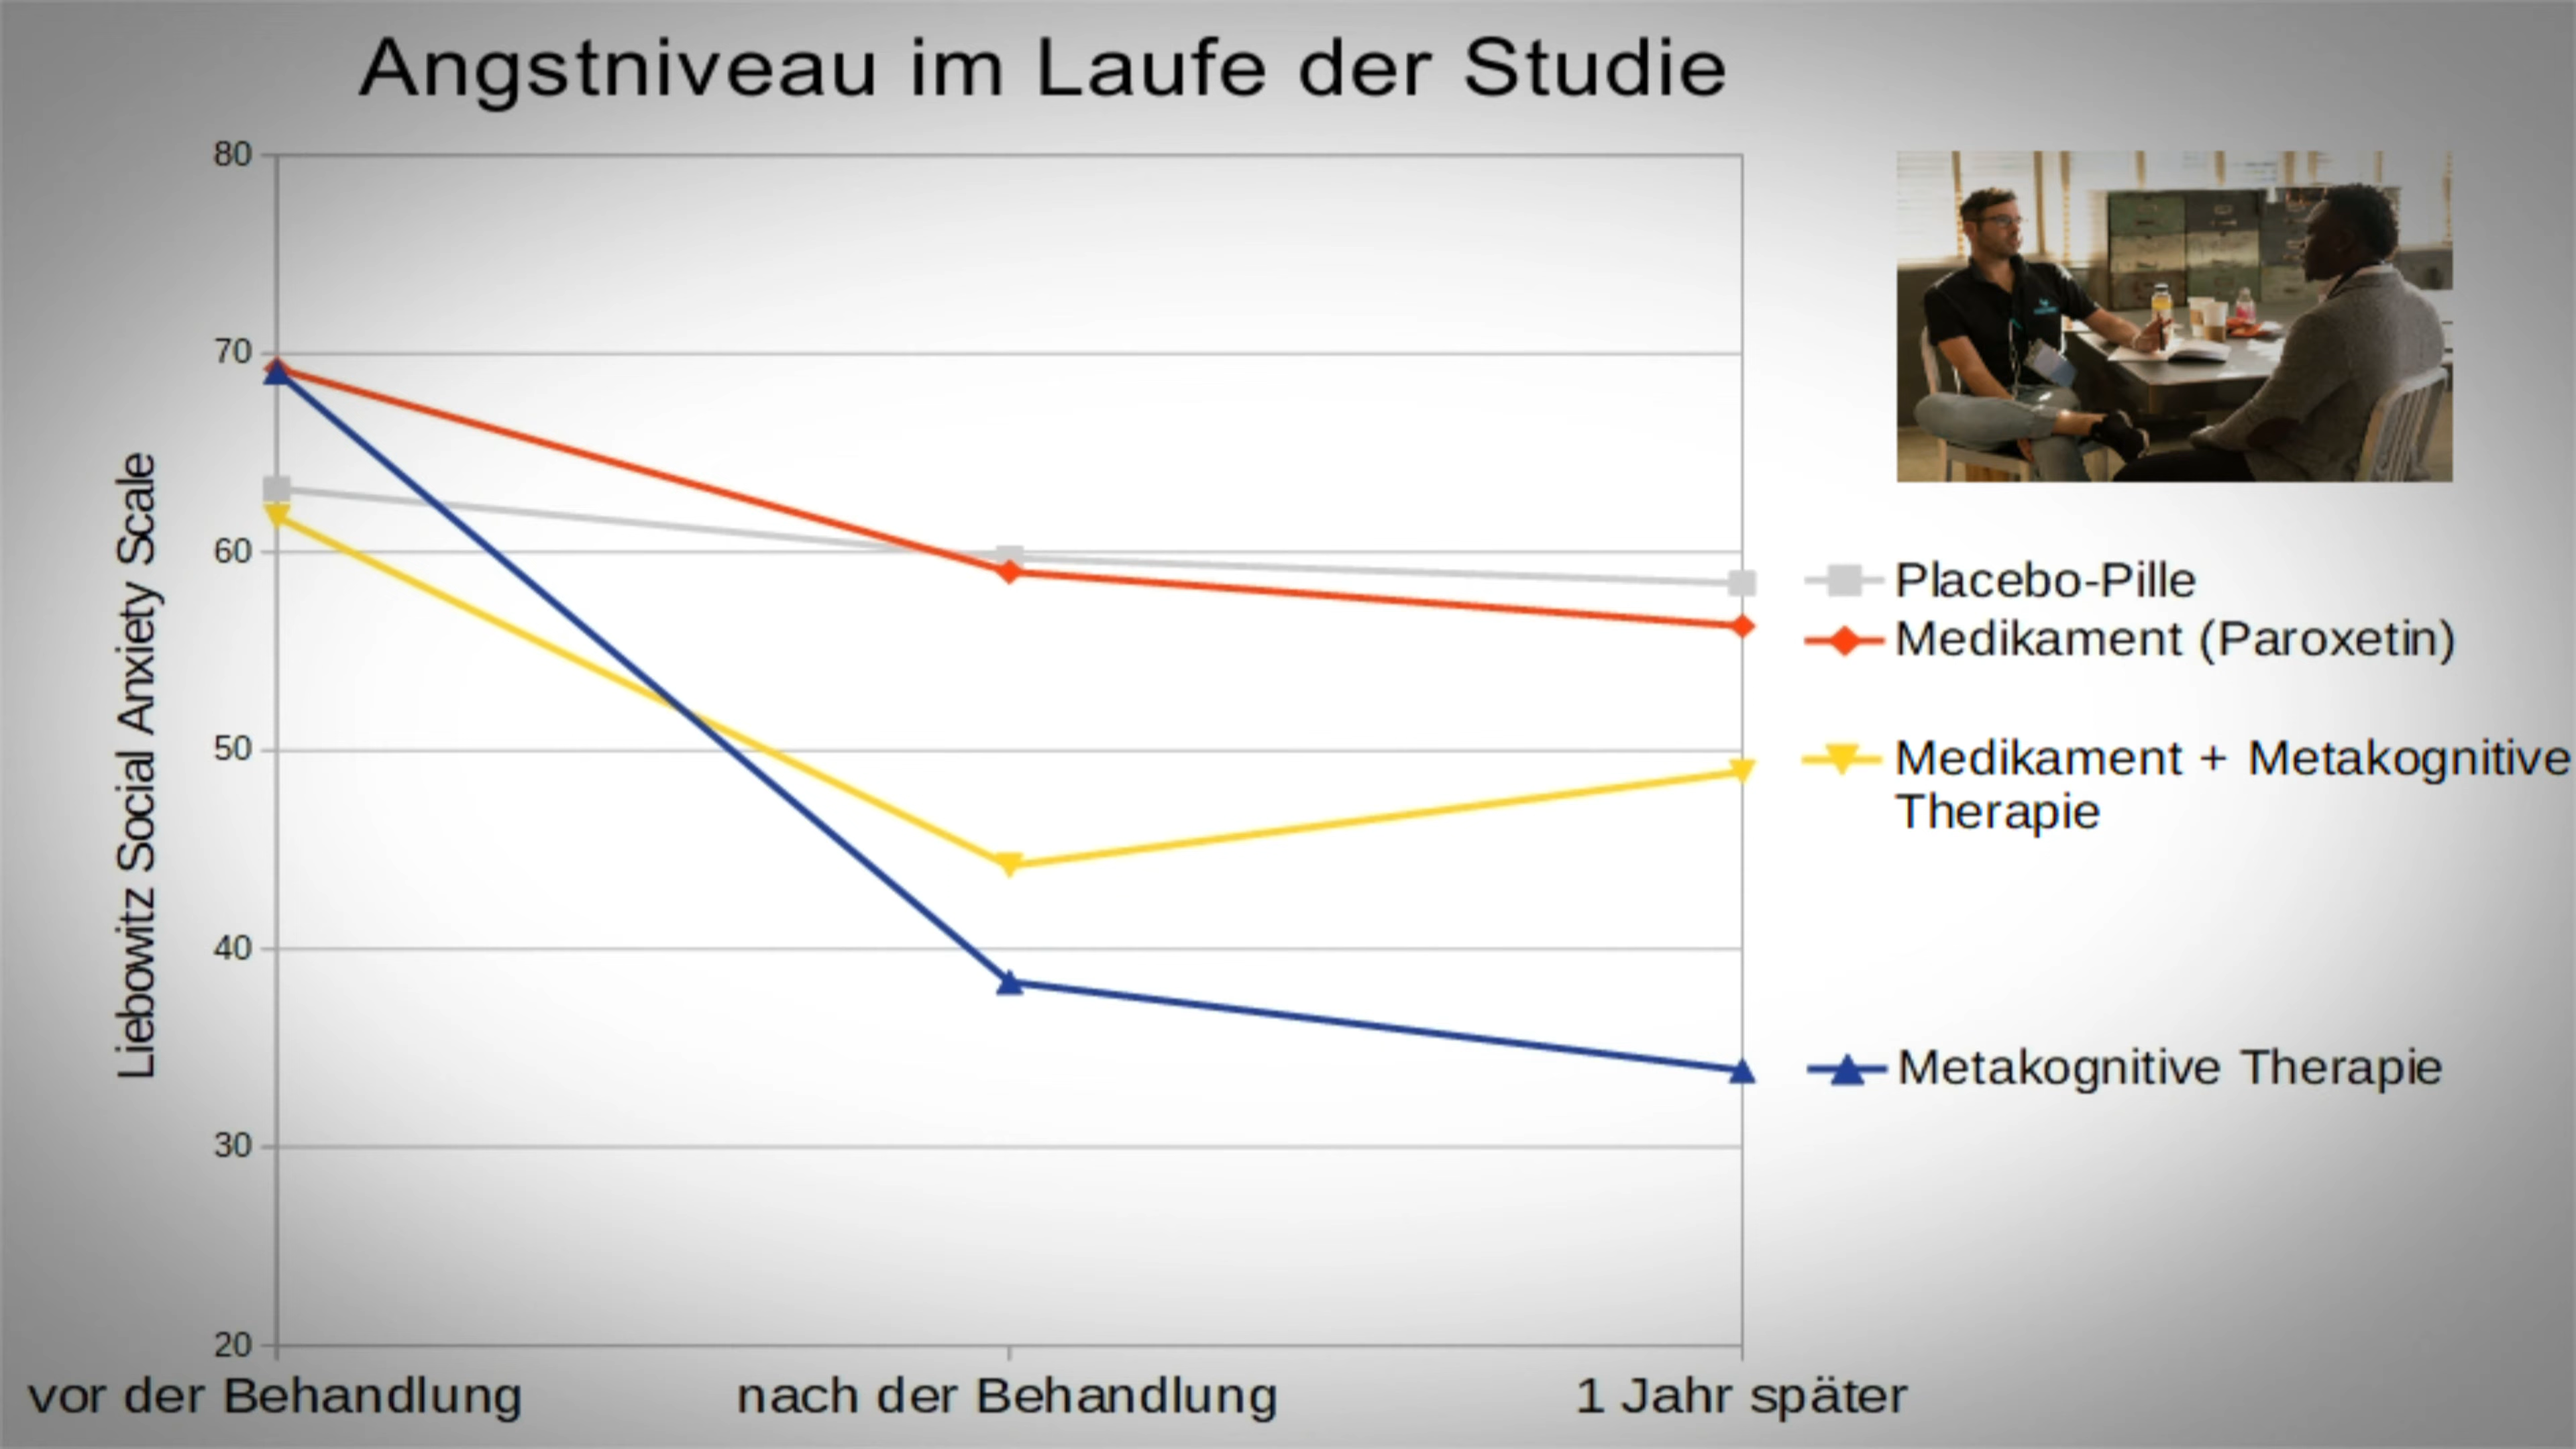 Angstniveau im Laufe der Studie
Liebowitz Social Anxiety Scale
80
70
60
50
40
30
20
vor der Behandlung
nach der Behandlung
1 Jahr später
Placebo-Pille
Medikament (Paroxetin)
Medikament + Metakognitive
Therapie
Metakognitive Therapie